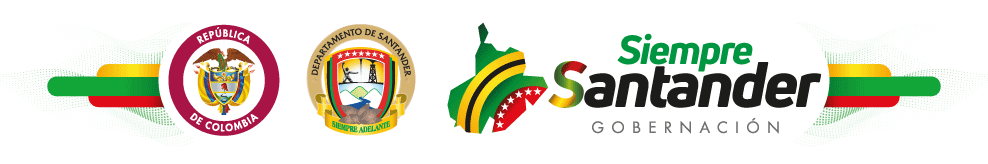 REPÚBLICA
DE COLOMBIA
DEPARTAMENTO DE SANTANDER
SIEMPRE ADELANTE
Siempre
Santander
GOBERNACIÓN